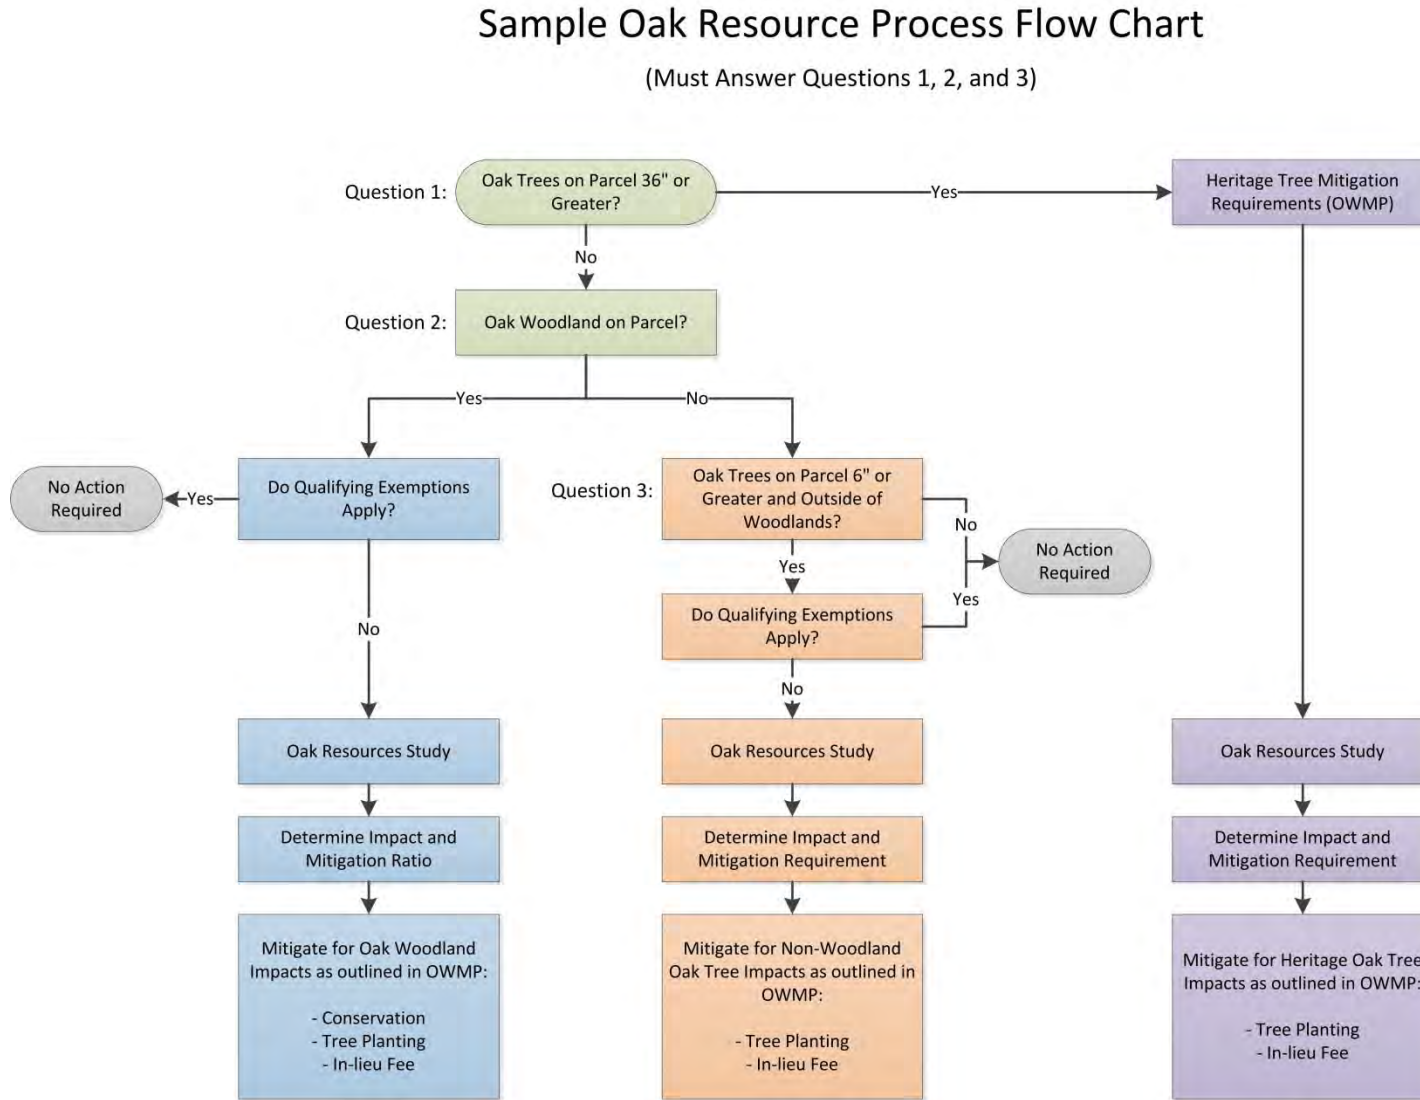 Sample Oak Resource Process Flow Chart
(Must Answer Questions 1, 2, and 3)
Question 1:
Oak Trees on Parcel 36" or
Greater?
Yes
Heritage Tree Mitigation
Requirements (OWMP)
No
Question 2:
Oak Woodland on Parcel?
Yes
No
No Action
Required
Yes
Do Qualifying Exemptions
Apply?
Question 3:
Oak Trees on Parcel 6" or
Greater and Outside of
Woodlands?
No
No Action
Required
Yes
Yes
Do Qualifying Exemptions
Apply?
No
No
Oak Resources Study
Oak Resources Study
Oak Resources Study
Determine Impact and
Mitigation Ratio
Determine Impact and
Mitigation Requirement
Determine Impact and
Mitigation Requirement
Mitigate for Oak Woodland
Impacts as outlined in OWMP:
- Conservation
- Tree Planting
- In-lieu Fee
Mitigate for Non-Woodland
Oak Tree Impacts as outlined in
OWMP:
- Tree Planting
- In-lieu Fee
Mitigate for Heritage Oak Tree
Impacts as outlined in OWMP:
- Tree Planting
- In-lieu Fee